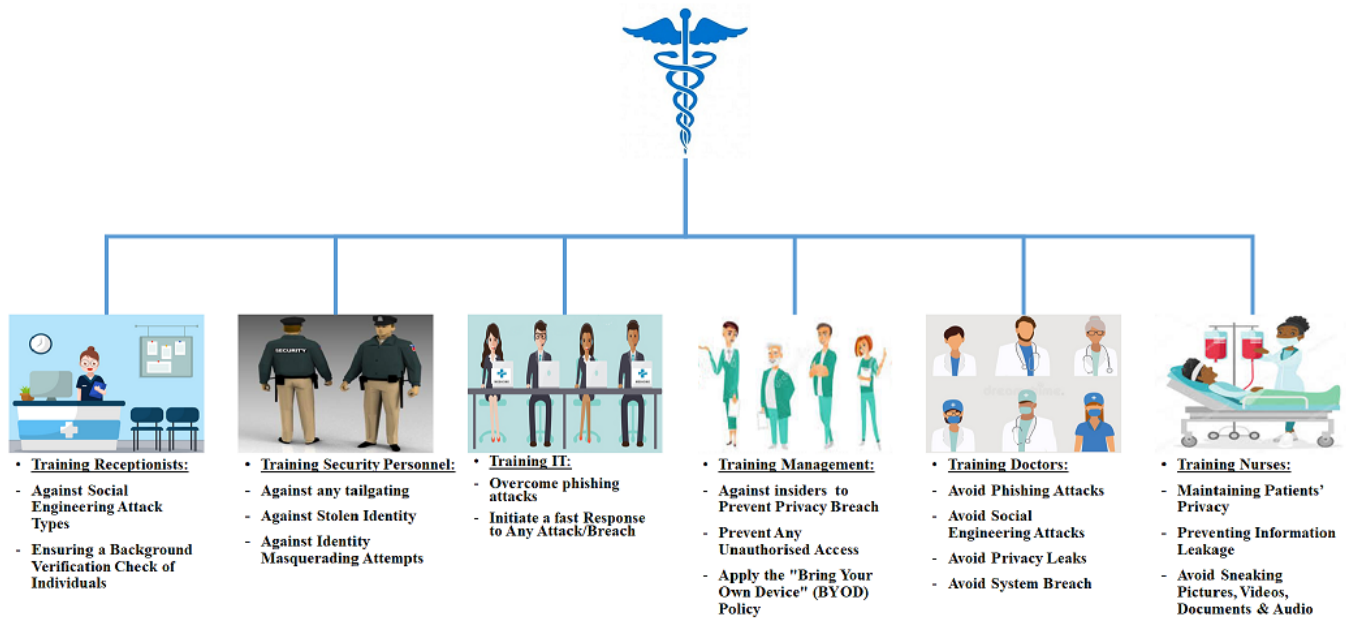 SECURITY
• Training Receptionists:
- Against Social
Engineering Attack
Types
- Ensuring a Background
Verification Check of
Individuals
• Training Security Personnel:
- Against any tailgating
- Against Stolen Identity
- Against Identity
Masquerading Attempts
• Training IT:
- Overcome phishing
attacks
- Initiate a fast Response
to Any Attack/Breach
• Training Management:
- Against insiders to
Prevent Privacy Breach
- Prevent Any
Unauthorised Access
- Apply the "Bring Your
Own Device" (BYOD)
Policy
• Training Doctors:
- Avoid Phishing Attacks
- Avoid Social
Engineering Attacks
- Avoid Privacy Leaks
- Avoid System Breach
• Training Nurses:
- Maintaining Patients’
Privacy
- Preventing Information
Leakage
- Avoid Sneaking
Pictures, Videos,
Documents & Audio